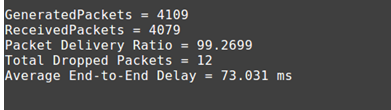 GeneratedPackets = 4109
ReceivedPackets = 4079
Packet Delivery Ratio = 99.2699
Total Dropped Packets = 12
Average End-to-End Delay = 73.031 ms